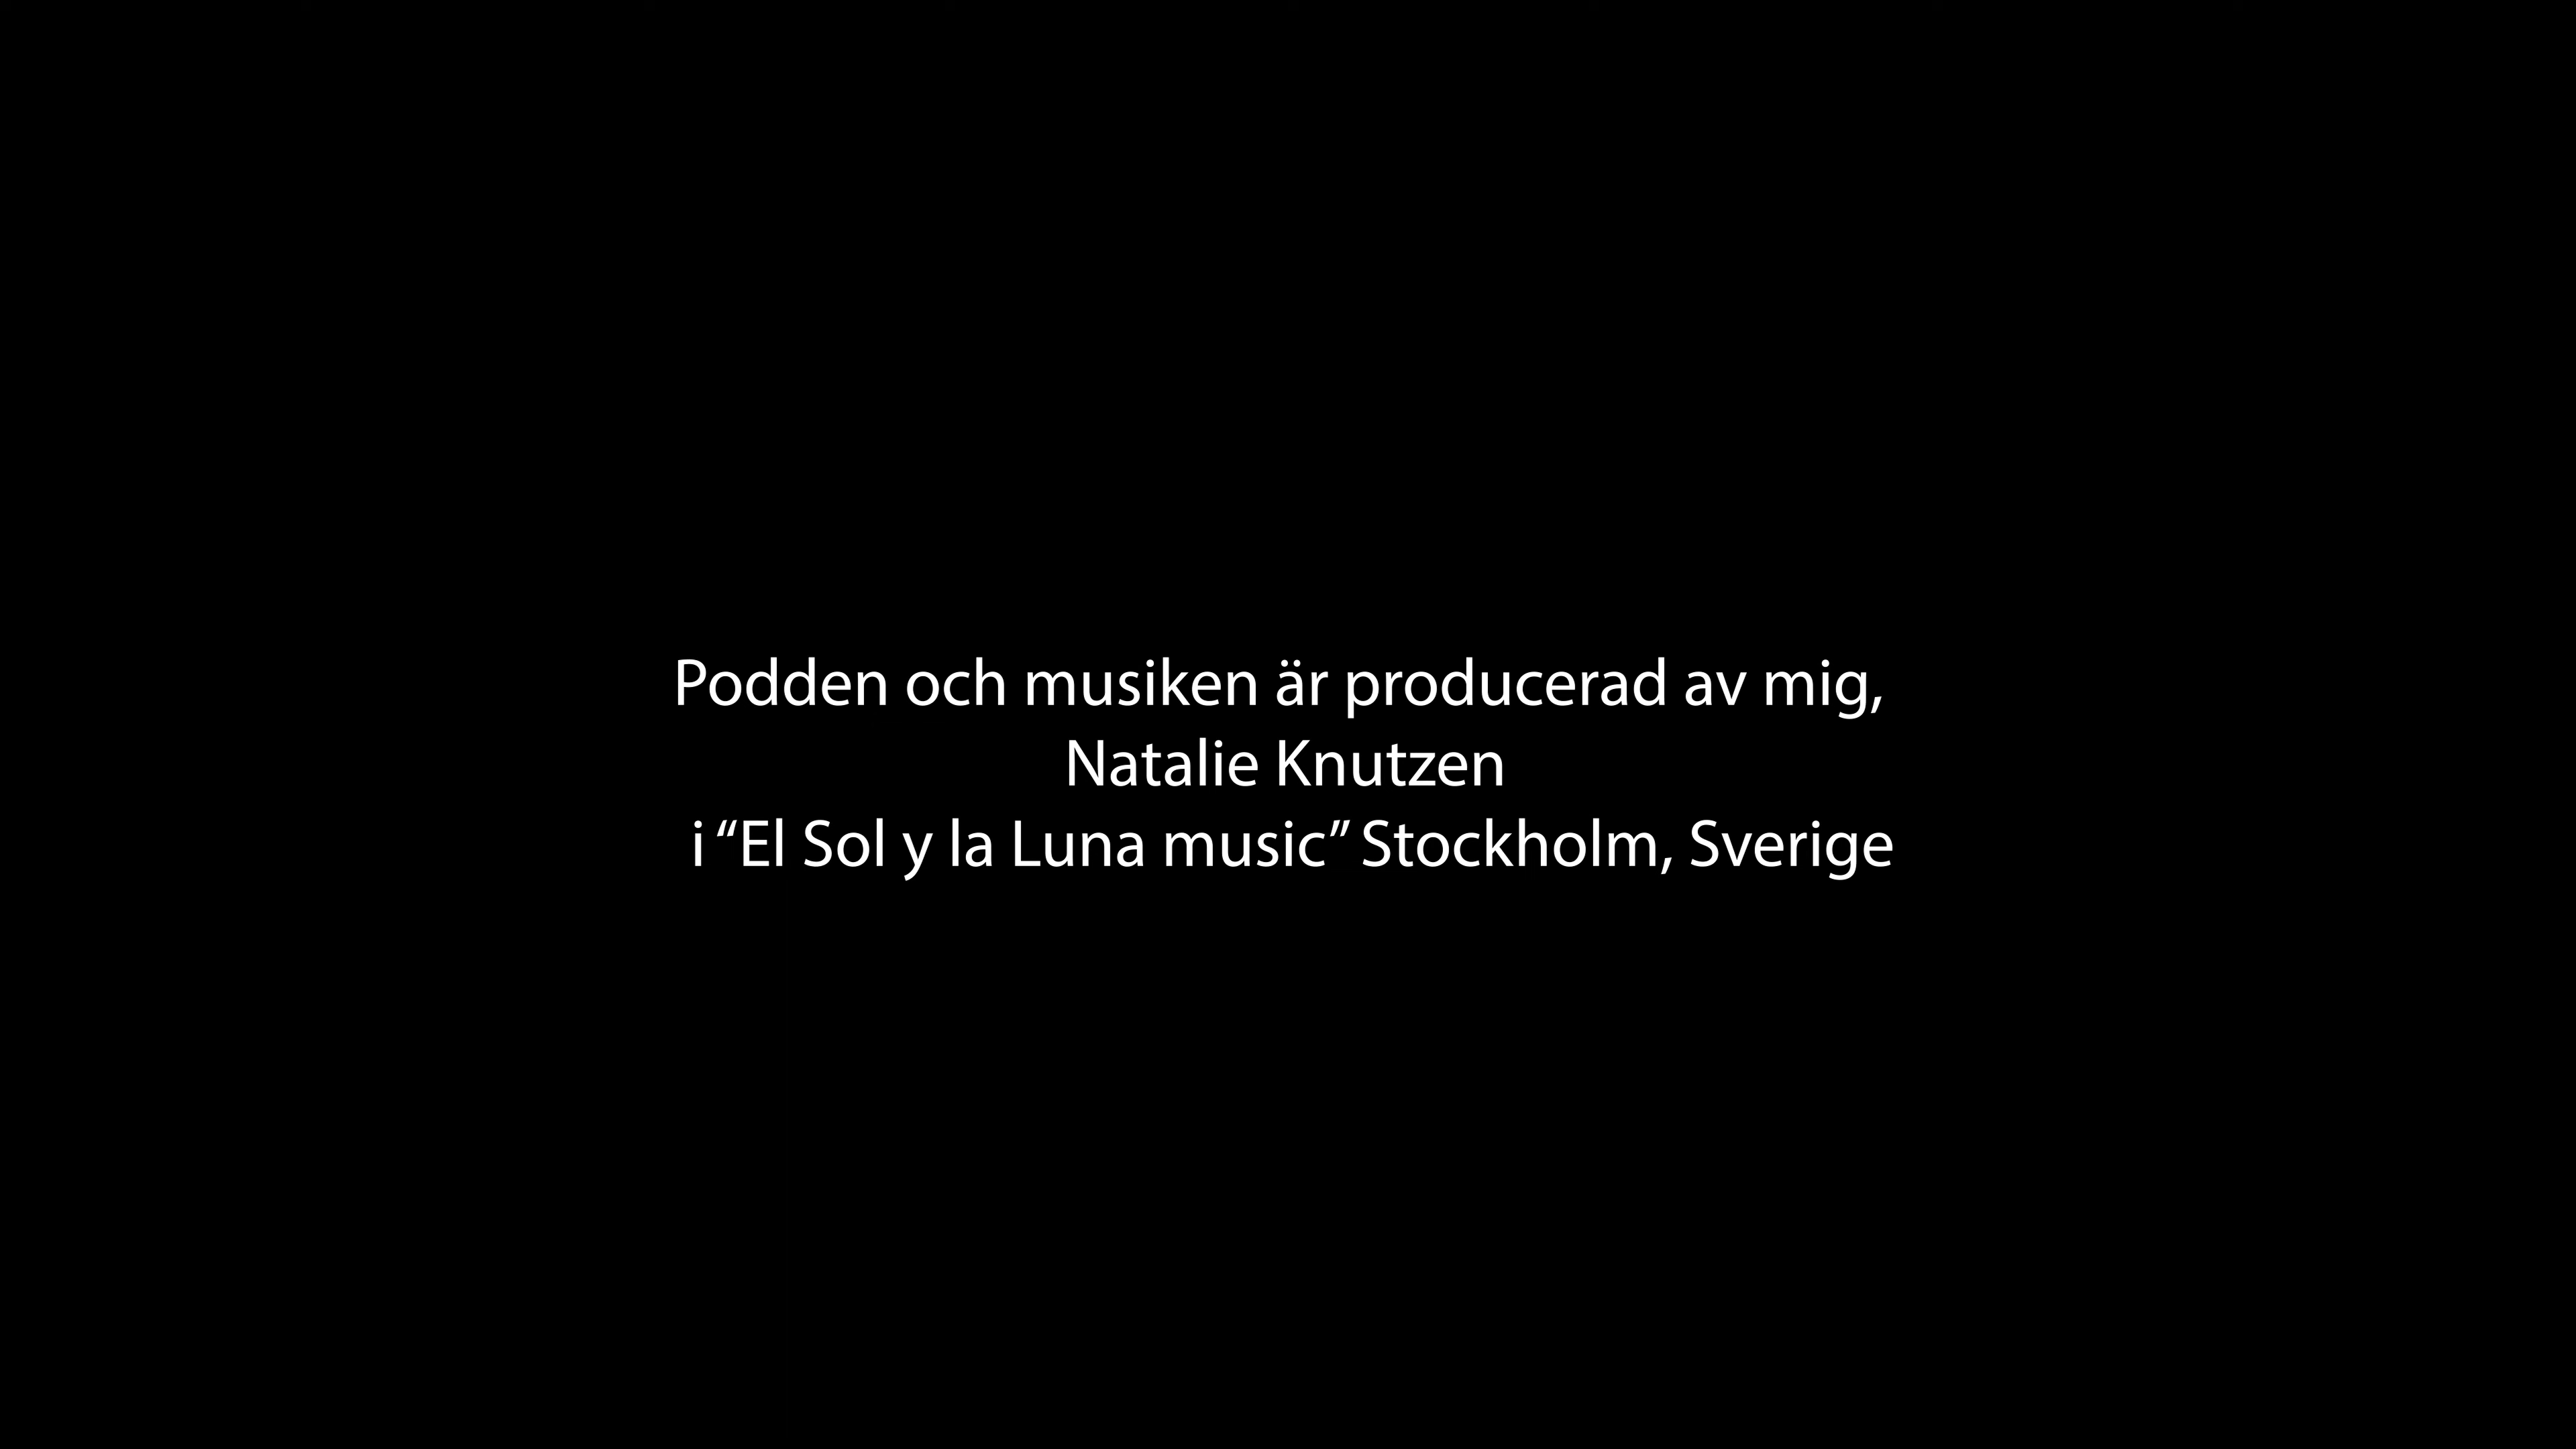 Podden och musiken är producerad av mig,
Natalie Knutzen
i “El Sol y la Luna music” Stockholm, Sverige